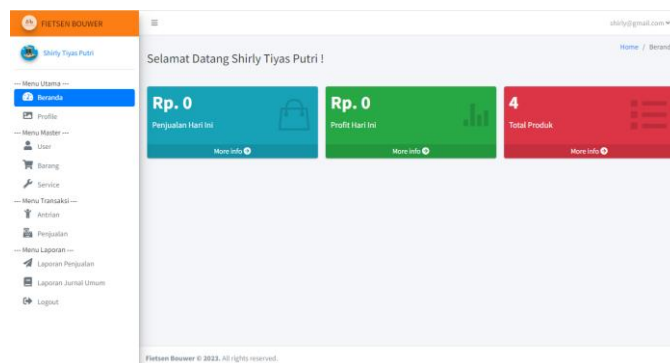 FIETSEN BOUWER
shirly@gmail.com
Shirly Tiyas Putri
Selamat Datang Shirly Tiyas Putri !
Home / Beranda
--- Menu Utama ---
Beranda
Profile
--- Menu Master ---
User
Barang
Service
--- Menu Transaksi ---
Antrian
Penjualan
--- Menu Laporan ---
Laporan Penjualan
Laporan Jurnal Umum
Logout
Rp. 0
Penjualan Hari Ini
More info
Rp. 0
Profit Hari Ini
More info
4
Total Produk
More info
Fietsen Bouwer © 2023. All rights reserved.